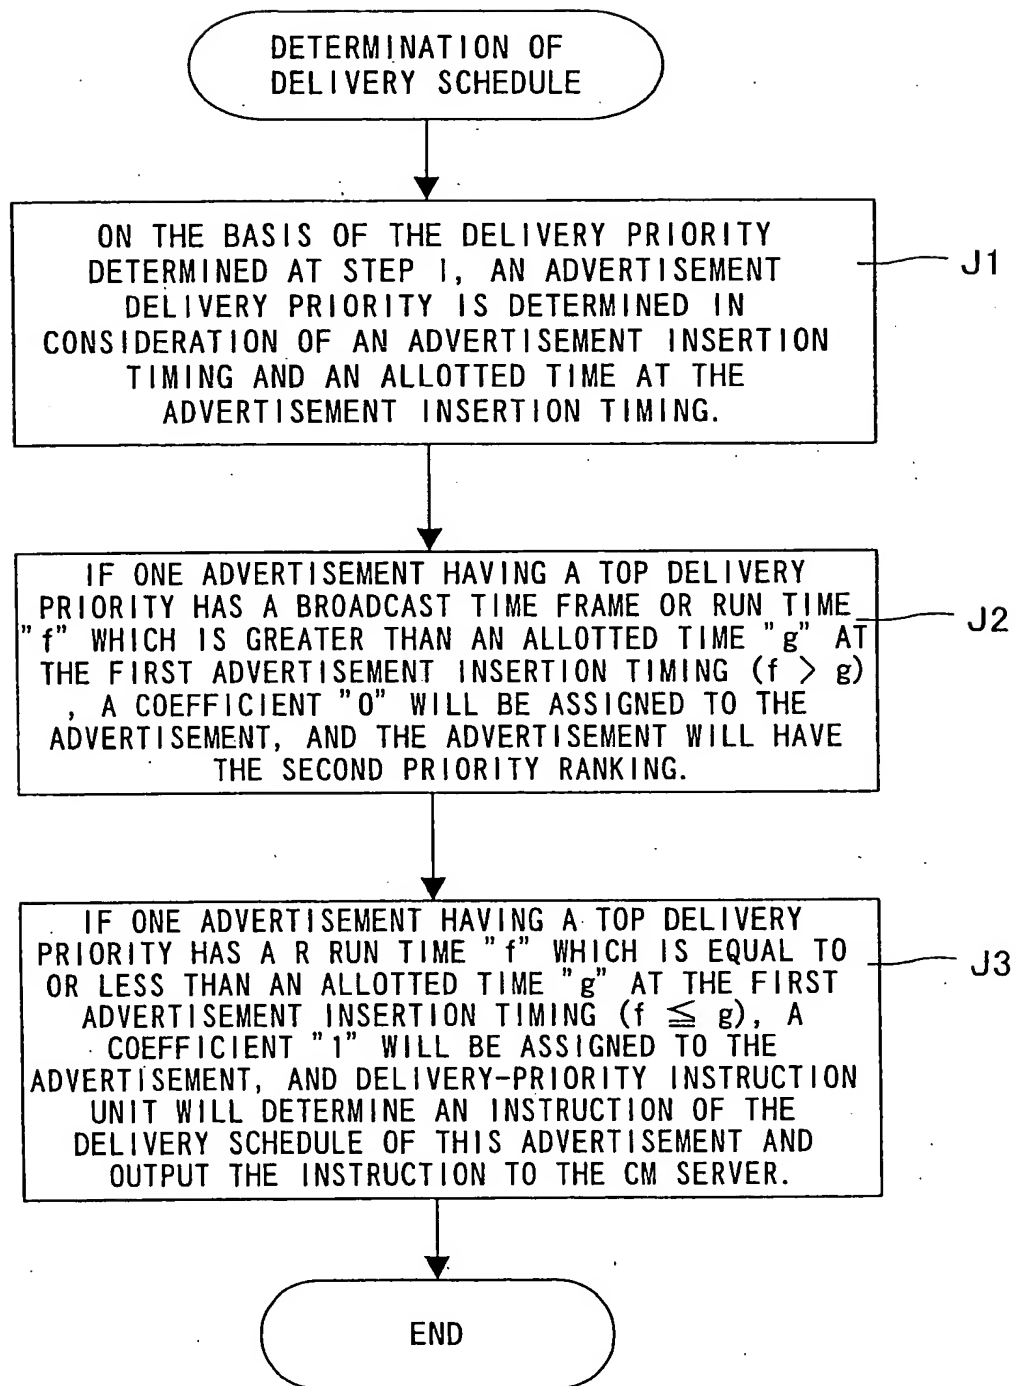 DETERMINATION OF
DELIVERY SCHEDULE
ON THE BASIS OF THE DELIVERY PRIORITY
DETERMINED AT STEP I, AN ADVERTISEMENT
DELIVERY PRIORITY IS DETERMINED IN
CONSIDERATION OF AN ADVERTISEMENT INSERTION
TIMING AND AN ALLOTTED TIME AT THE
ADVERTISEMENT INSERTION TIMING.
J1
IF ONE ADVERTISEMENT HAVING A TOP DELIVERY
PRIORITY HAS A BROADCAST TIME FRAME OR RUN TIME
"f" WHICH IS GREATER THAN AN ALLOTTED TIME "g" AT
THE FIRST ADVERTISEMENT INSERTION TIMING (f > g)
, A COEFFICIENT "0" WILL BE ASSIGNED TO THE
ADVERTISEMENT, AND THE ADVERTISEMENT WILL HAVE
THE SECOND PRIORITY RANKING.
J2
IF ONE ADVERTISEMENT HAVING A TOP DELIVERY
PRIORITY HAS A R RUN TIME "f" WHICH IS EQUAL TO
OR LESS THAN AN ALLOTTED TIME "g" AT THE FIRST
ADVERTISEMENT INSERTION TIMING (f ≦ g), A
COEFFICIENT "1" WILL BE ASSIGNED TO THE
ADVERTISEMENT, AND DELIVERY-PRIORITY INSTRUCTION
UNIT WILL DETERMINE AN INSTRUCTION OF THE
DELIVERY SCHEDULE OF THIS ADVERTISEMENT AND
OUTPUT THE INSTRUCTION TO THE CM SERVER.
J3
END